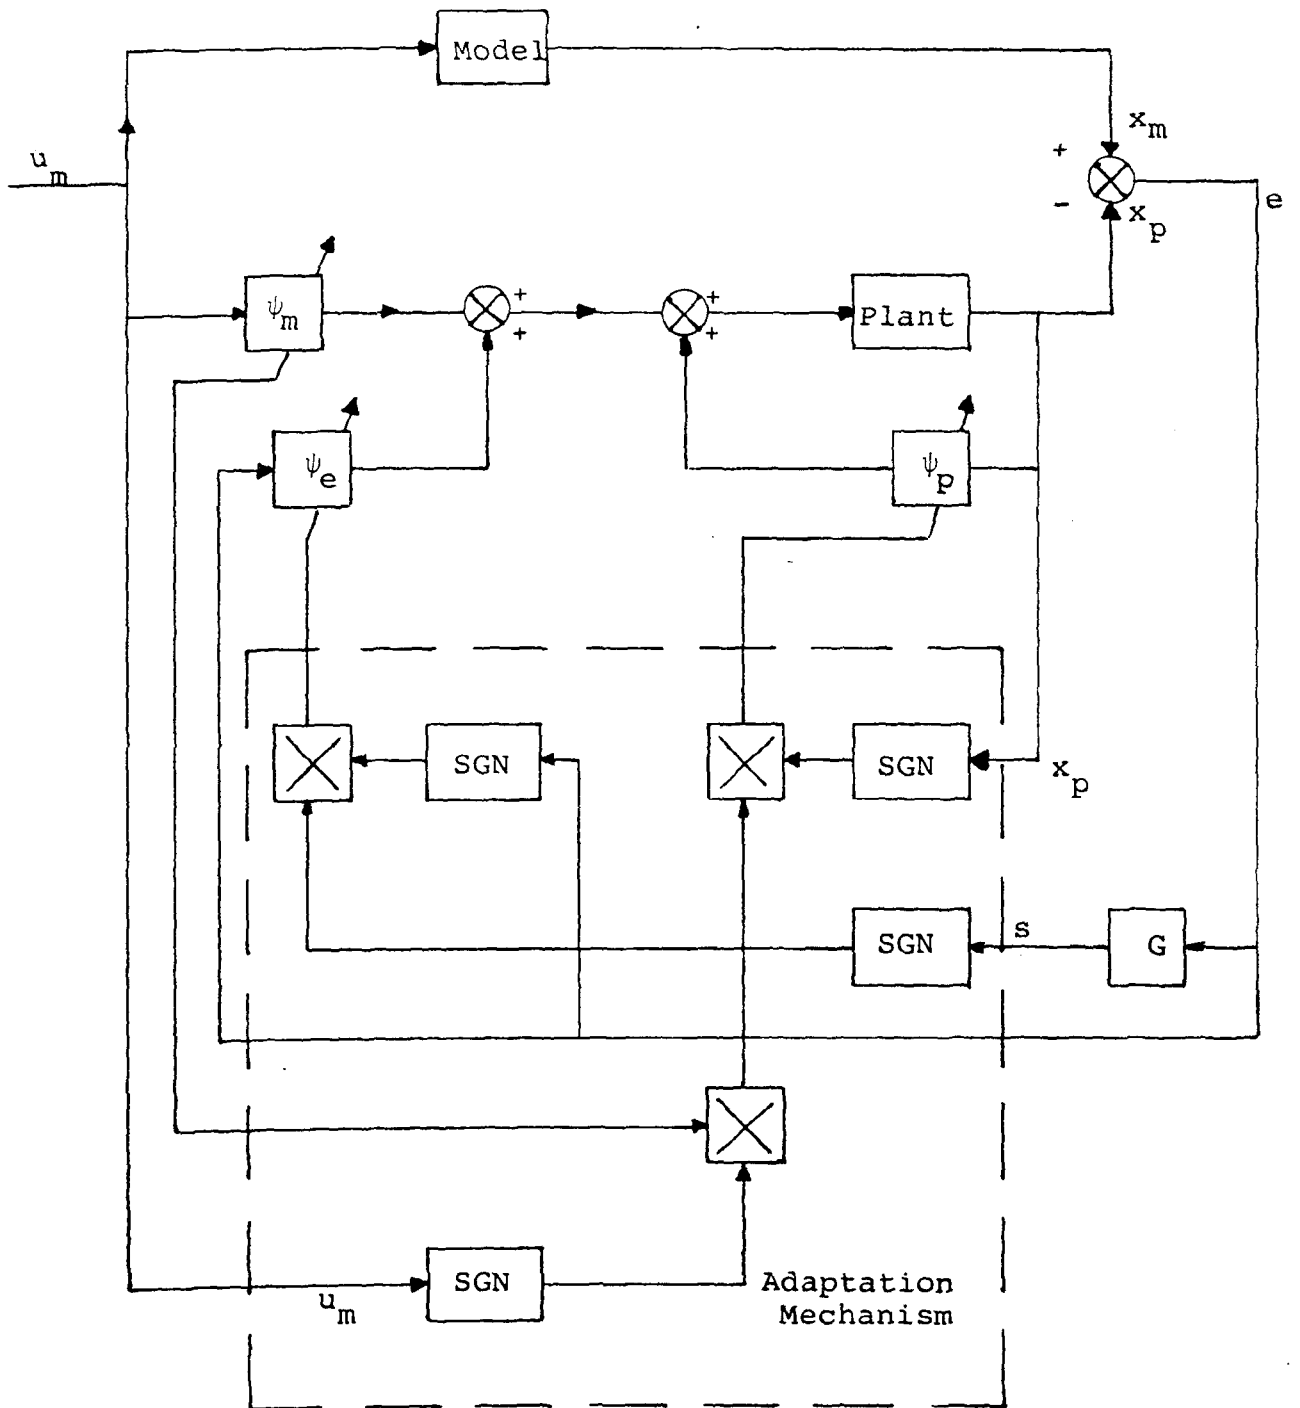 Model
x_m
u_m
+
-
x_p
e
ψ_m
+
+
+
+
Plant
ψ_e
ψ_p
SGN
SGN
x_p
SGN
s
G
SGN
u_m
Adaptation
Mechanism